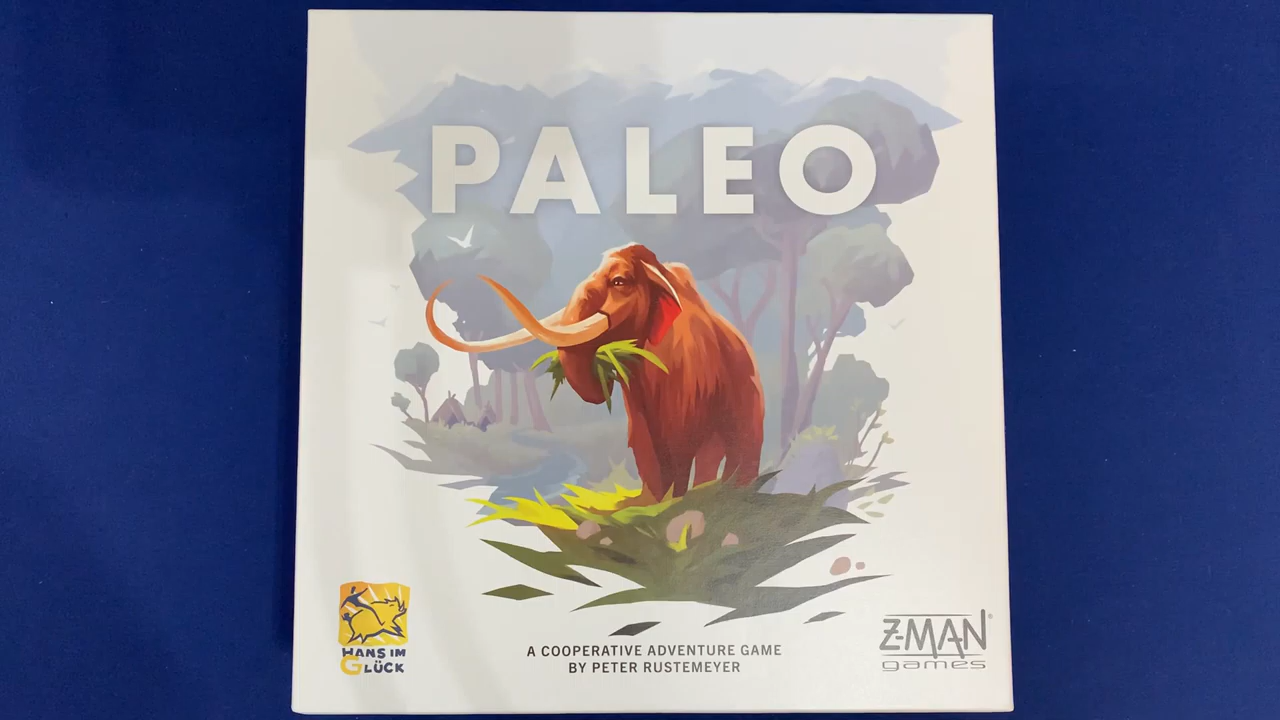 PALEO
HANS IM
GLÜCK
A COOPERATIVE ADVENTURE GAME
BY PETER RUSTEMEYER
Z-MAN®
games